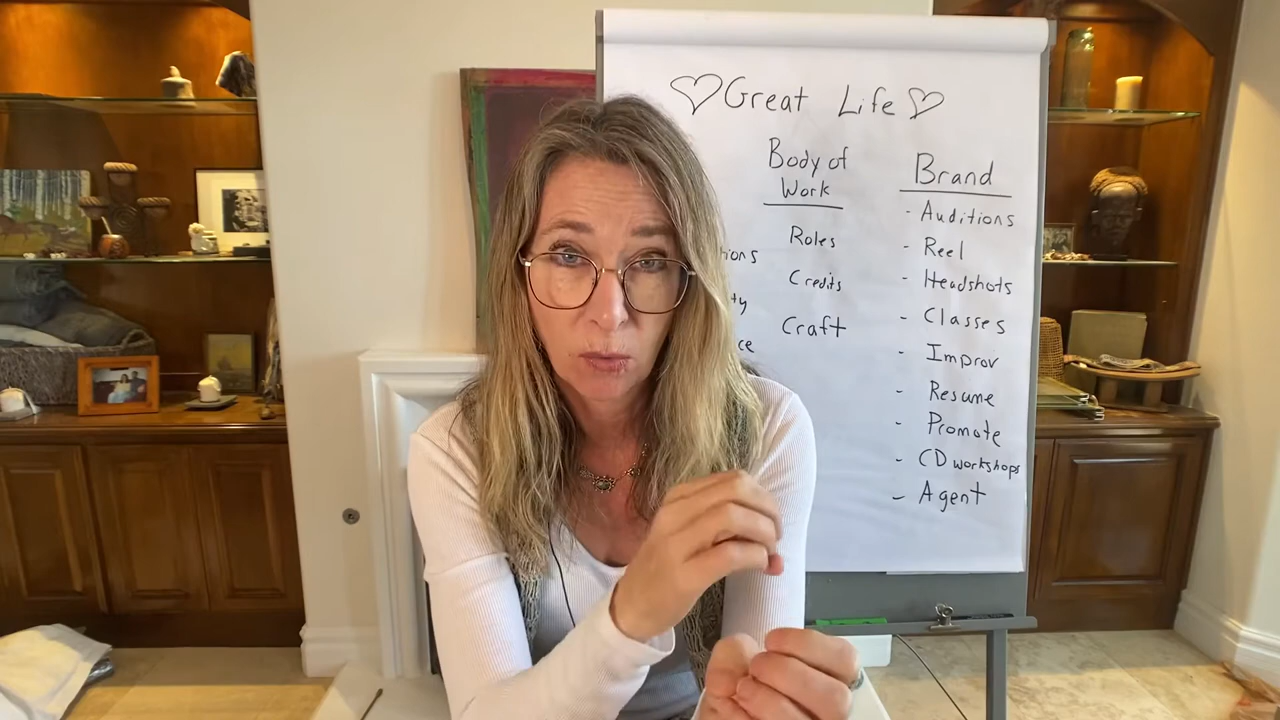 Great Life
Body of
Work
Roles
Credits
Craft
Brand
- Auditions
- Reel
- Headshots
- Classes
- Improv
- Resume
- Promote
- CD workshops
- Agent